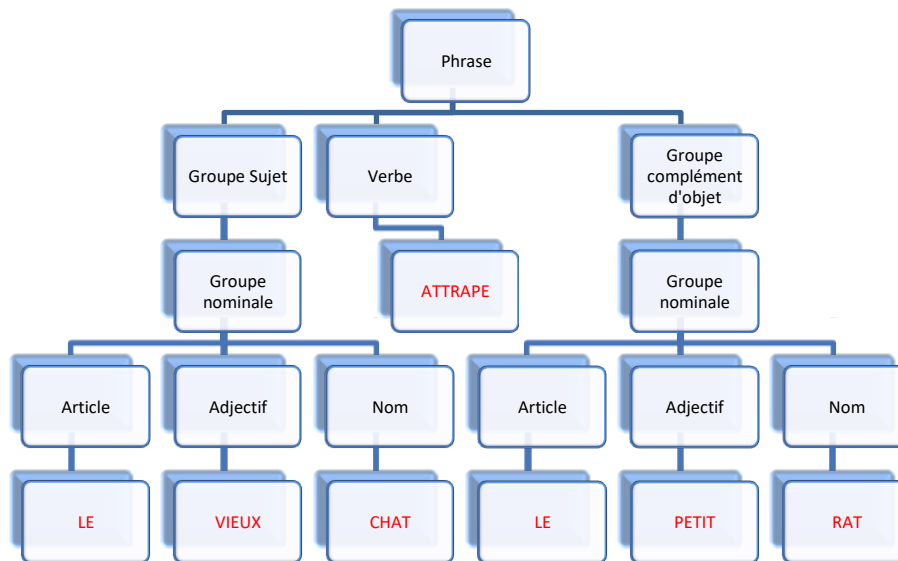 Phrase
Groupe Sujet
Verbe
Groupe
complément
d'objet
Groupe
nominale
ATTRAPE
Groupe
nominale
Article
Adjectif
Nom
Article
Adjectif
Nom
LE
VIEUX
CHAT
LE
PETIT
RAT